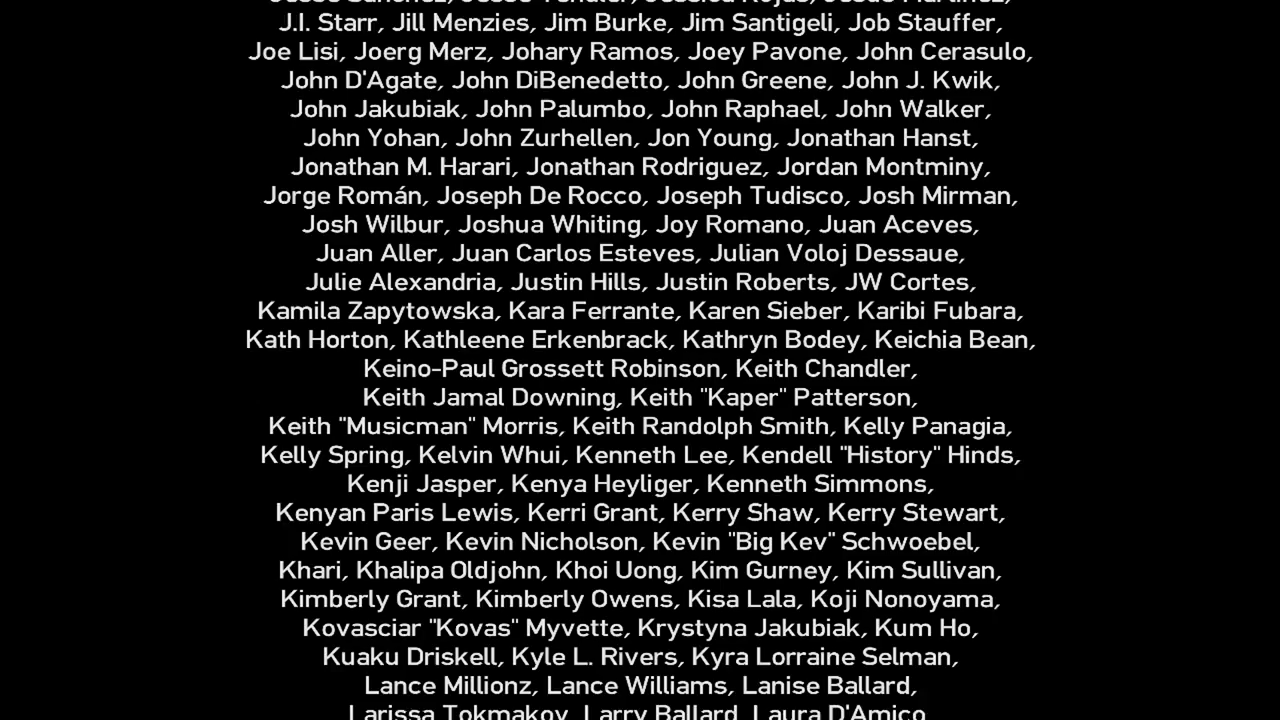 J.I. Starr, Jill Menzies, Jim Burke, Jim Santigeli, Job Stauffer,
Joe Lisi, Joerg Merz, Johary Ramos, Joey Pavone, John Cerasulo,
John D'Agate, John DiBenedetto, John Greene, John J. Kwik,
John Jakubiak, John Palumbo, John Raphael, John Walker,
John Yohan, John Zurhellen, Jon Young, Jonathan Hanst,
Jonathan M. Harari, Jonathan Rodriguez, Jordan Montminy,
Jorge Román, Joseph De Rocco, Joseph Tudisco, Josh Mirman,
Josh Wilbur, Joshua Whiting, Joy Romano, Juan Aceves,
Juan Aller, Juan Carlos Esteves, Julian Voloj Dessaue,
Julie Alexandria, Justin Hills, Justin Roberts, JW Cortes,
Kamila Zapytowska, Kara Ferrante, Karen Sieber, Karibi Fubara,
Kath Horton, Kathleene Erkenbrack, Kathryn Bodey, Keichia Bean,
Keino-Paul Grossett Robinson, Keith Chandler,
Keith Jamal Downing, Keith "Kaper" Patterson,
Keith "Musicman" Morris, Keith Randolph Smith, Kelly Panagia,
Kelly Spring, Kelvin Whui, Kenneth Lee, Kendell "History" Hinds,
Kenji Jasper, Kenya Heyliger, Kenneth Simmons,
Kenyan Paris Lewis, Kerri Grant, Kerry Shaw, Kerry Stewart,
Kevin Geer, Kevin Nicholson, Kevin "Big Kev" Schwoebel,
Khari, Khalipa Oldjohn, Khoi Uong, Kim Gurney, Kim Sullivan,
Kimberly Grant, Kimberly Owens, Kisa Lala, Koji Nonoyama,
Kovasciar "Kovas" Myvette, Krystyna Jakubiak, Kum Ho,
Kuaku Driskell, Kyle L. Rivers, Kyra Lorraine Selman,
Lance Millionz, Lance Williams, Lanise Ballard,
Larissa Tokmakov, Larry Ballard, Laura D'Amico